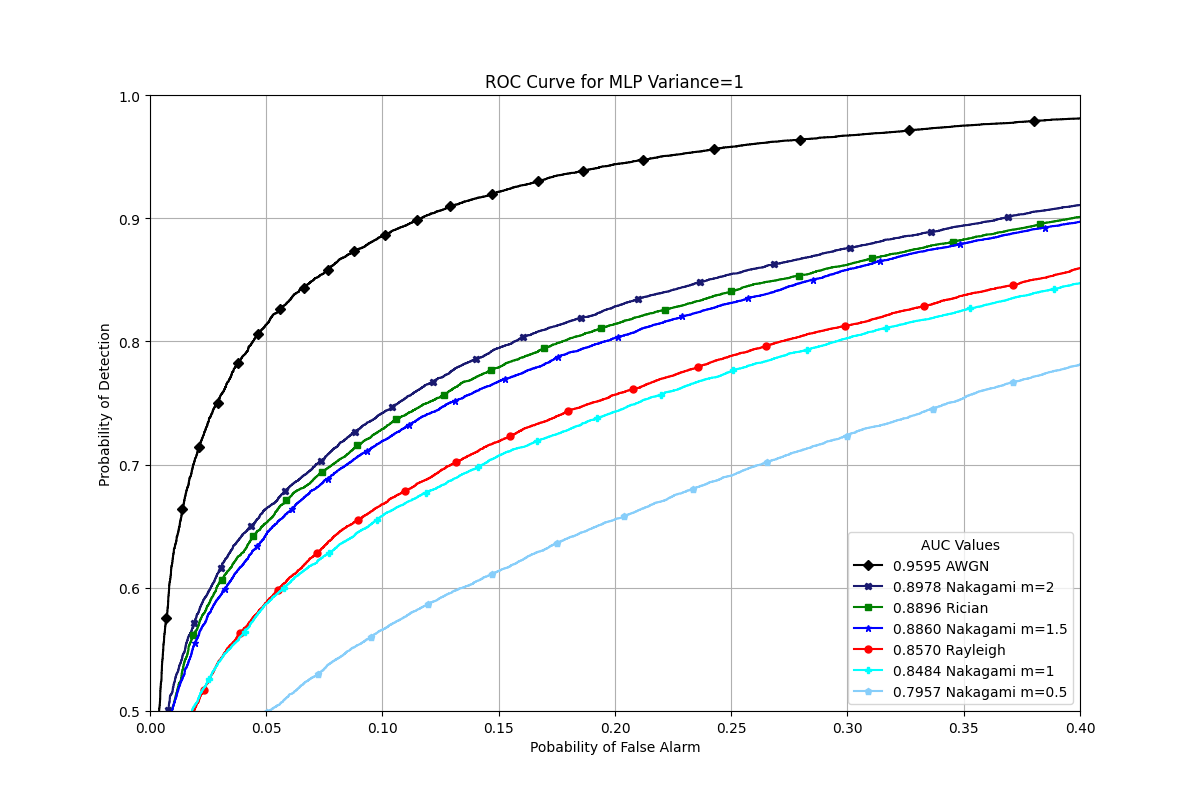 ROC Curve for MLP Variance=1
1.0
0.9
0.8
0.7
0.6
0.5
Probability of Detection
0.00 0.05 0.10 0.15 0.20 0.25 0.30 0.35 0.40
Pobability of False Alarm
AUC Values
0.9595 AWGN
0.8978 Nakagami m=2
0.8896 Rician
0.8860 Nakagami m=1.5
0.8570 Rayleigh
0.8484 Nakagami m=1
0.7957 Nakagami m=0.5